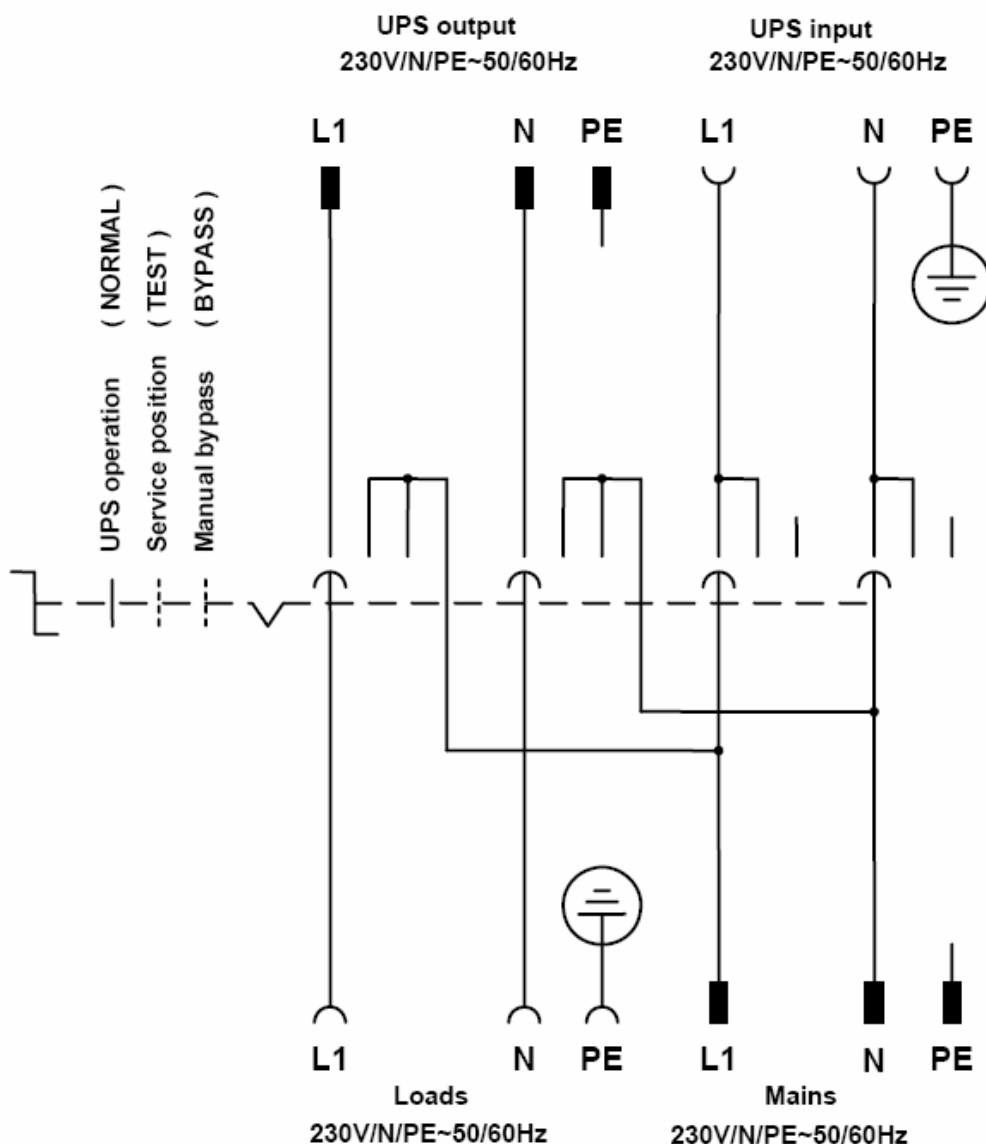 UPS output
230V/N/PE~50/60Hz
UPS input
230V/N/PE~50/60Hz
L1
N
PE
L1
N
PE
UPS operation ( NORMAL )
Service position ( TEST )
Manual bypass ( BYPASS )
L1
N
PE
L1
N
PE
Loads
230V/N/PE~50/60Hz
Mains
230V/N/PE~50/60Hz